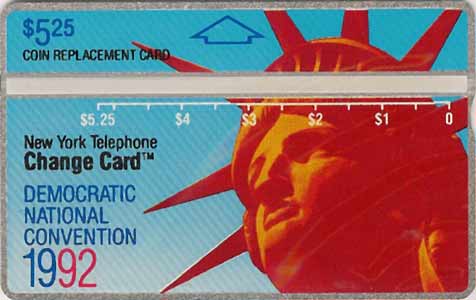 $5.25
COIN REPLACEMENT CARD
$5.25 $4 $3 $2 $1 0
New York Telephone
Change Card™
DEMOCRATIC
NATIONAL
CONVENTION
1992